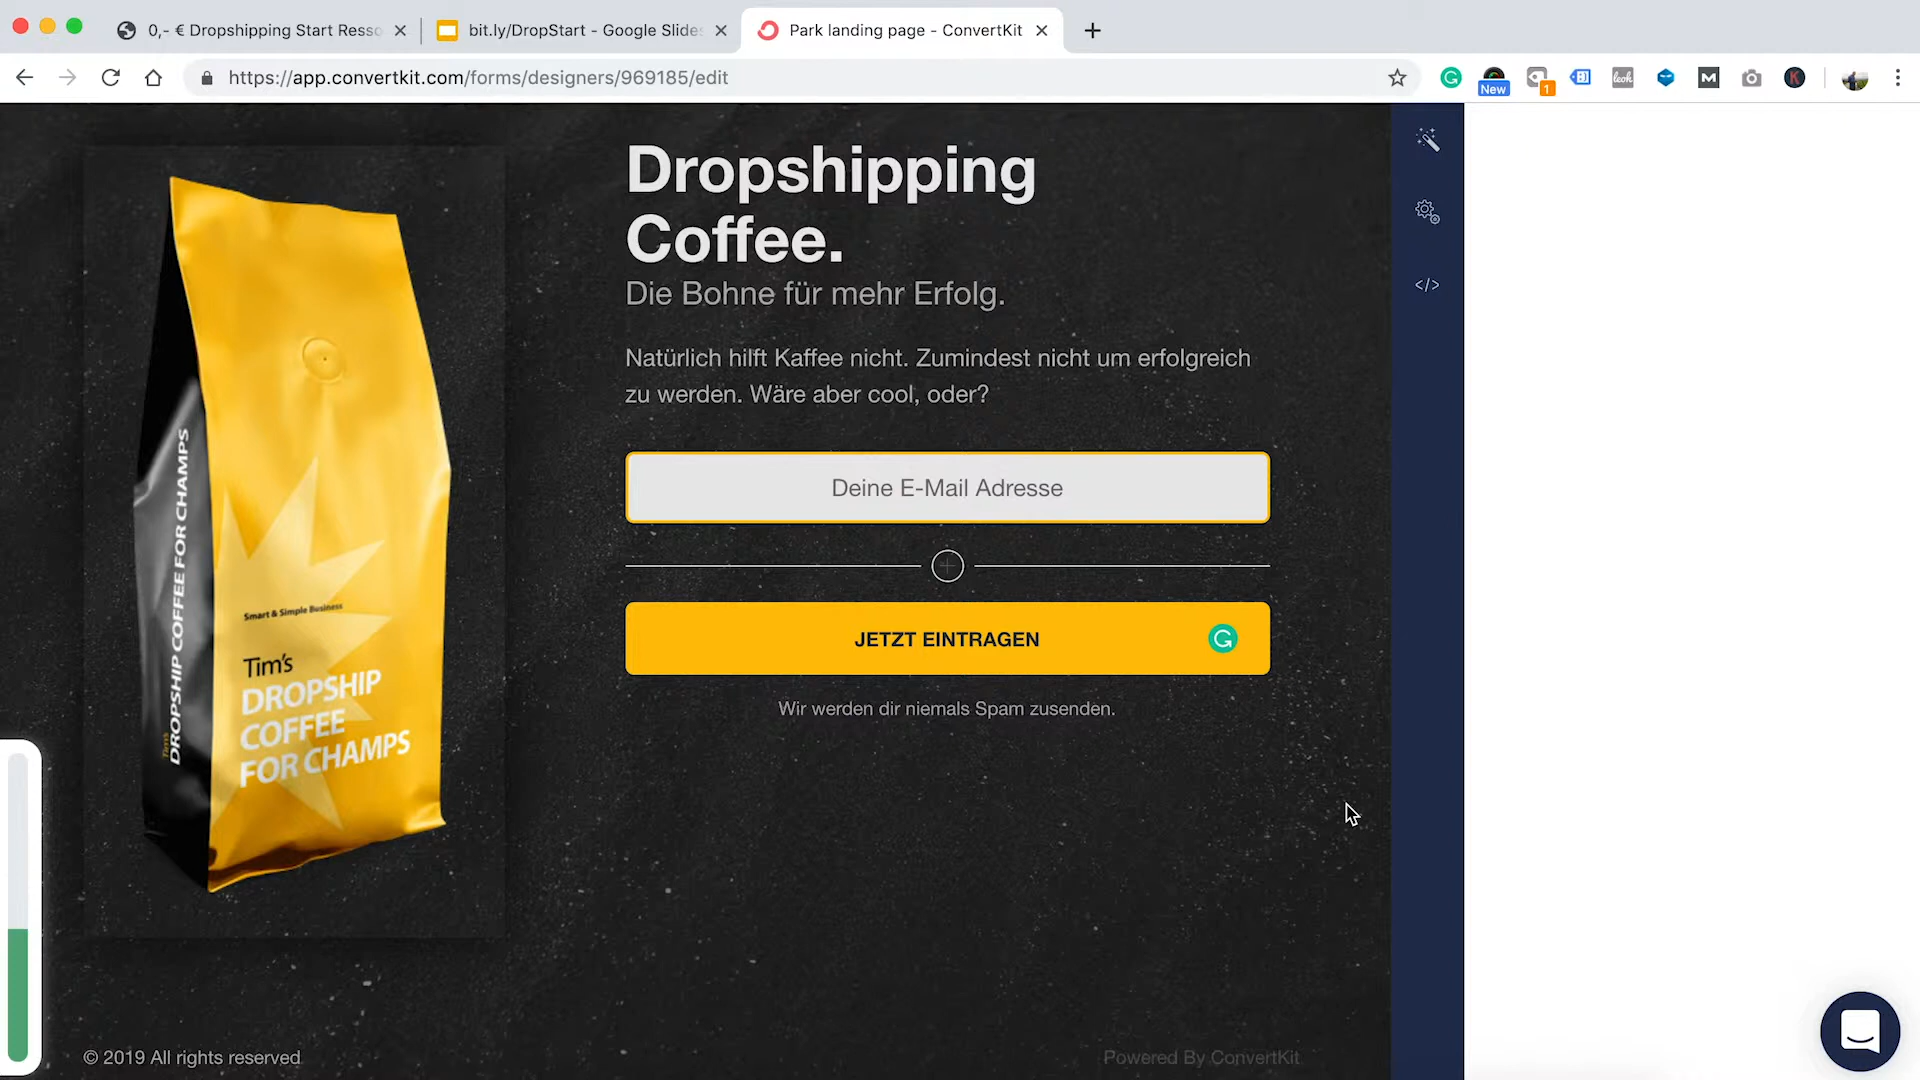 0,- € Dropshipping Start Resso
bit.ly/DropStart - Google Slides
Park landing page - ConvertKit
https://app.convertkit.com/forms/designers/969185/edit
New
1
Dropshipping
Coffee.
Die Bohne für mehr Erfolg.
Natürlich hilft Kaffee nicht. Zumindest nicht um erfolgreich
zu werden. Wäre aber cool, oder?
Deine E-Mail Adresse
JETZT EINTRAGEN
Wir werden dir niemals Spam zusenden.
DROPSHIP COFFEE FOR CHAMPS
Smart & Simple Business
Tim's
DROPSHIP
COFFEE
FOR CHAMPS
© 2019 All rights reserved
Powered By ConvertKit